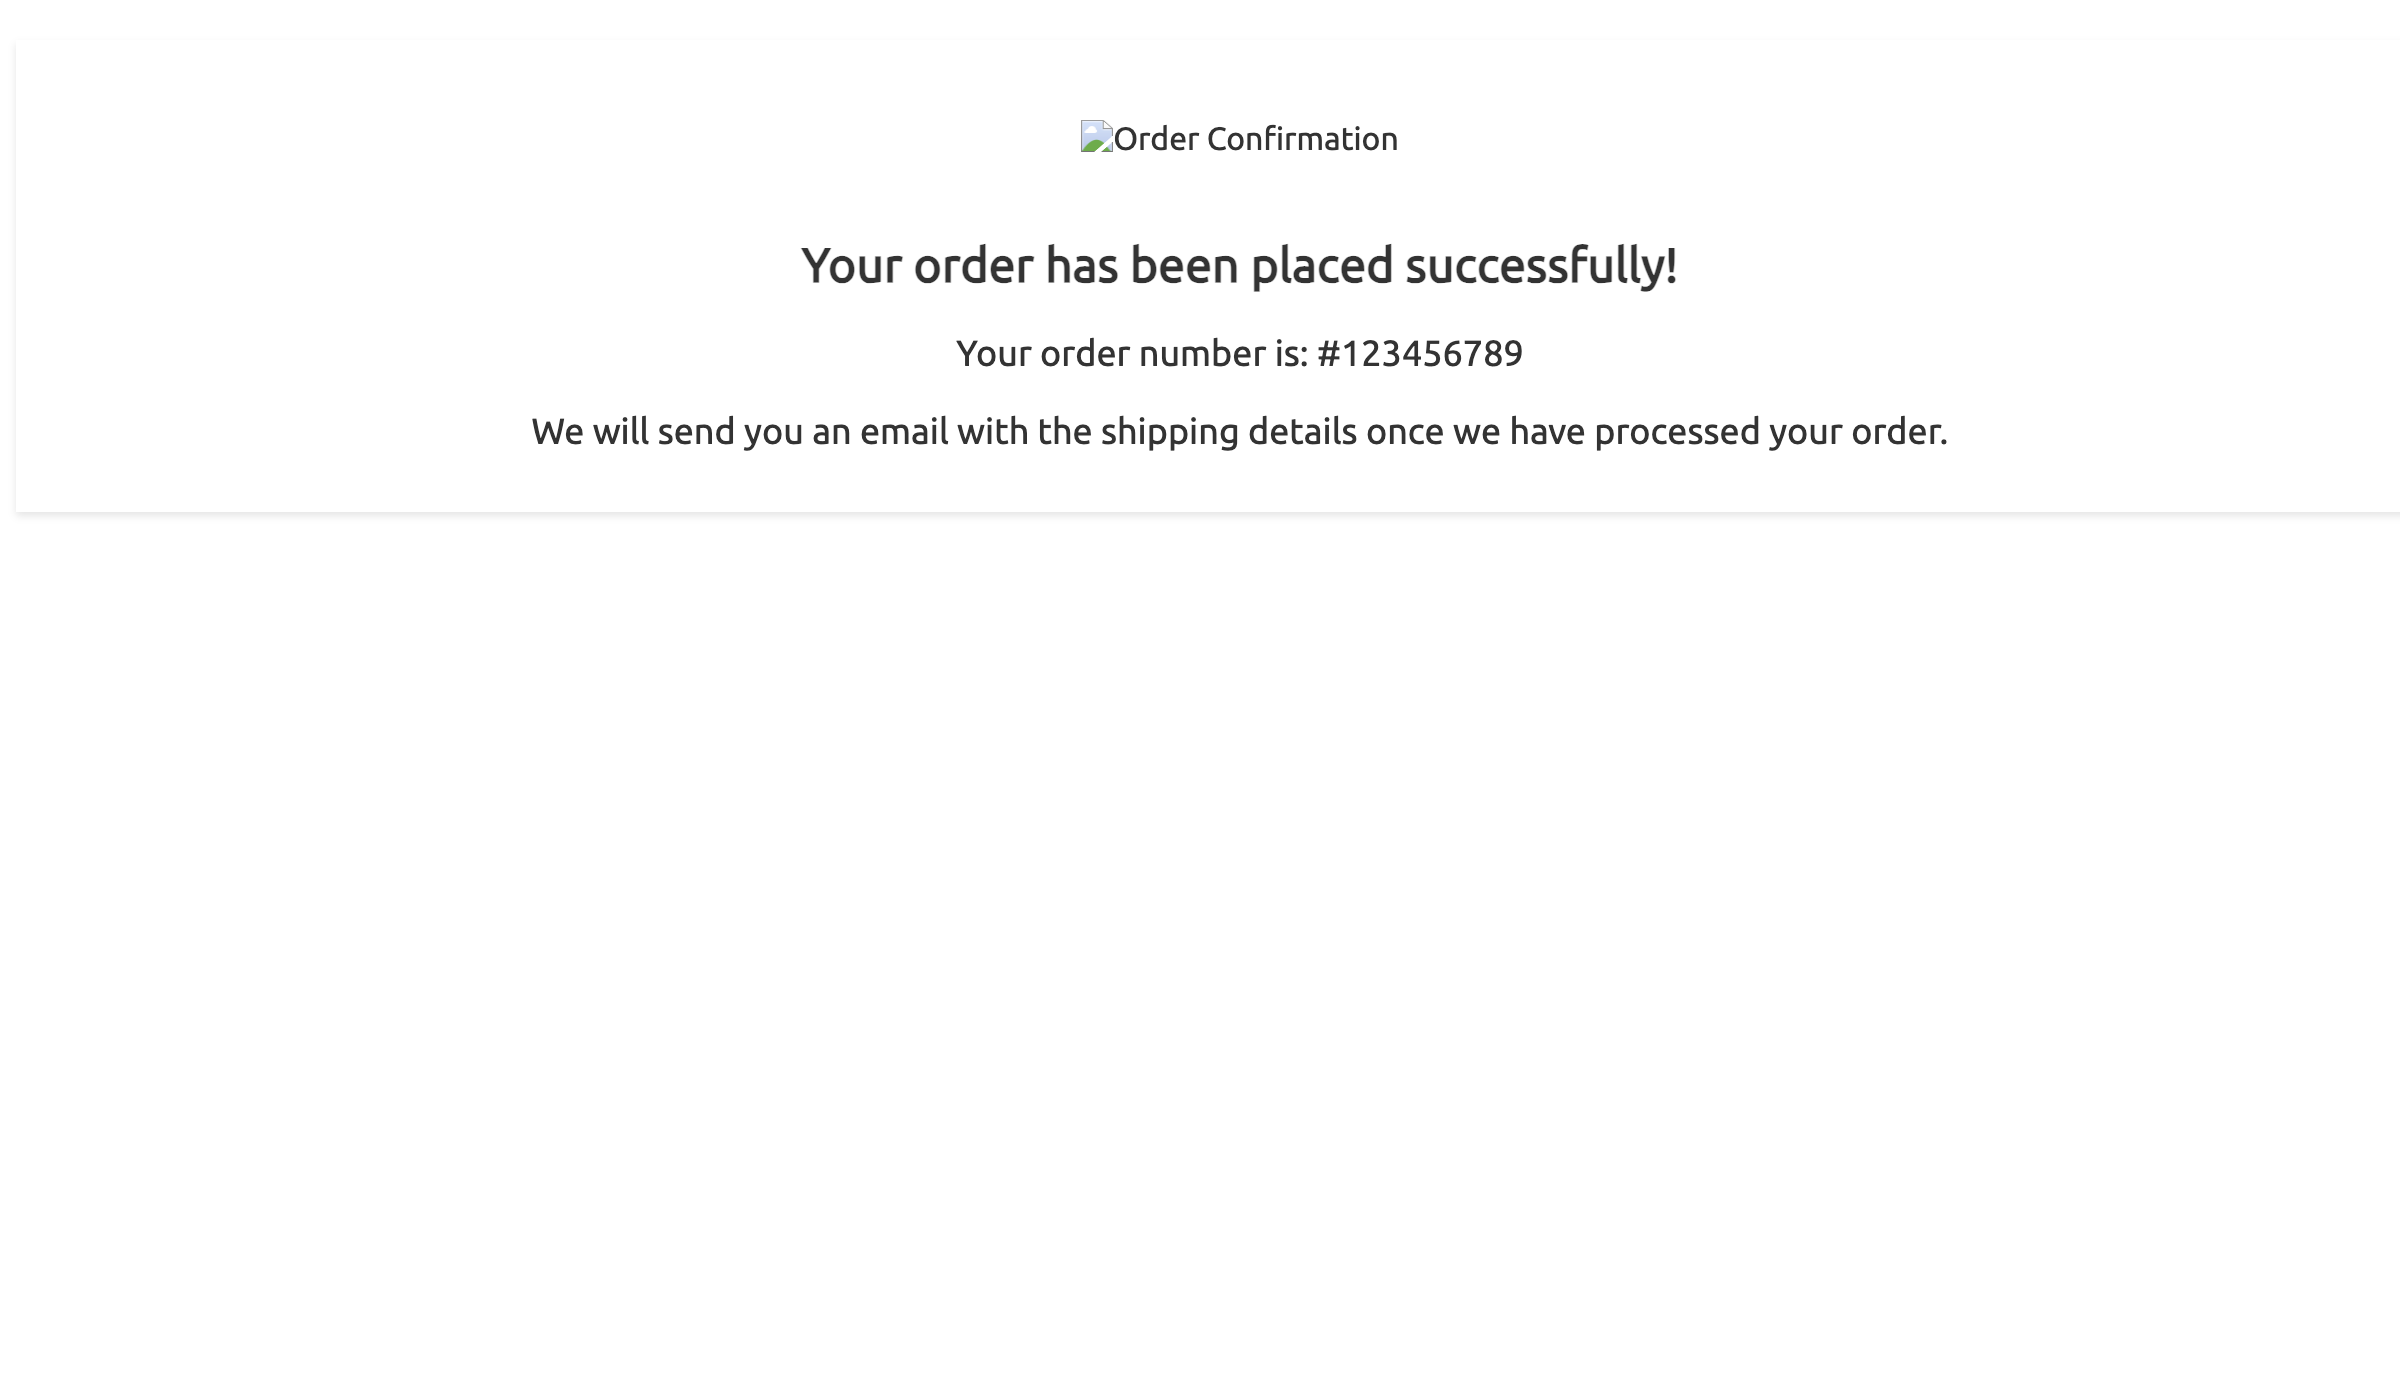 Order Confirmation
Your order has been placed successfully!
Your order number is: #123456789
We will send you an email with the shipping details once we have processed your order.